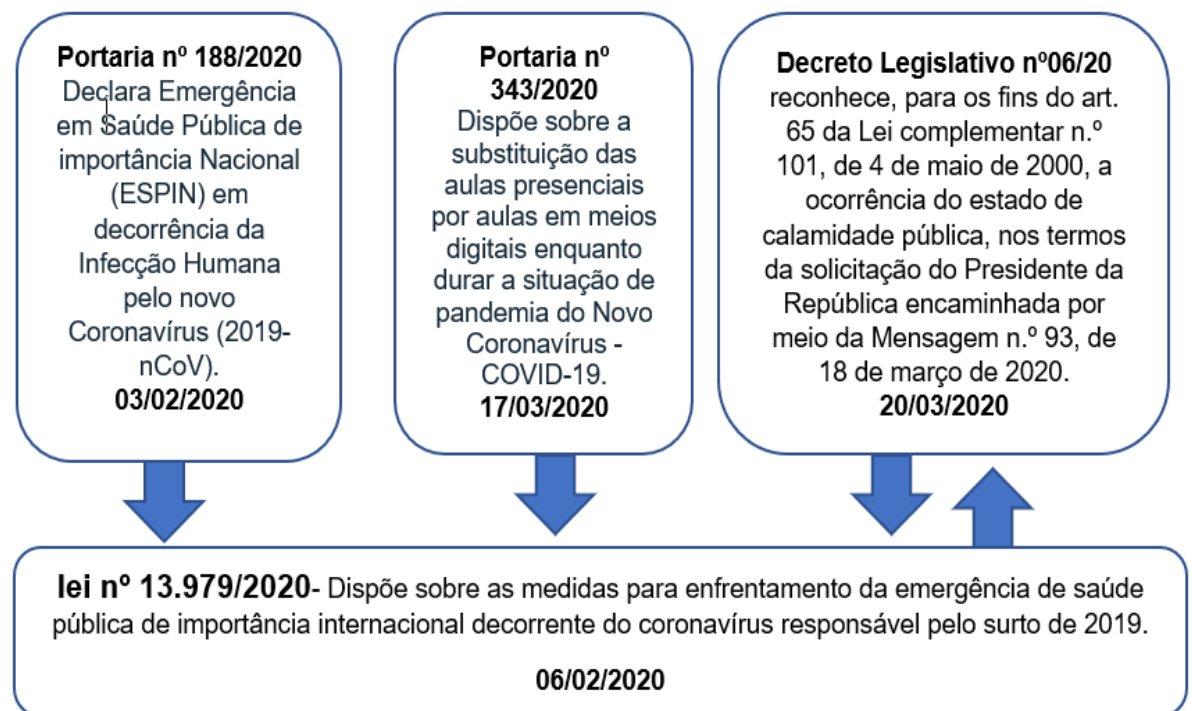 Portaria nº 188/2020
Declara Emergência
em Saúde Pública de
importância Nacional
(ESPIN) em
decorrência da
Infecção Humana
pelo novo
Coronavírus (2019-
nCoV).
03/02/2020
Portaria nº
343/2020
Dispõe sobre a
substituição das
aulas presenciais
por aulas em meios
digitais enquanto
durar a situação de
pandemia do Novo
Coronavírus -
COVID-19.
17/03/2020
Decreto Legislativo nº06/20
reconhece, para os fins do art.
65 da Lei complementar n.º
101, de 4 de maio de 2000, a
ocorrência do estado de
calamidade pública, nos termos
da solicitação do Presidente da
República encaminhada por
meio da Mensagem n.º 93, de
18 de março de 2020.
20/03/2020
lei nº 13.979/2020- Dispõe sobre as medidas para enfrentamento da emergência de saúde
pública de importância internacional decorrente do coronavírus responsável pelo surto de 2019.
06/02/2020